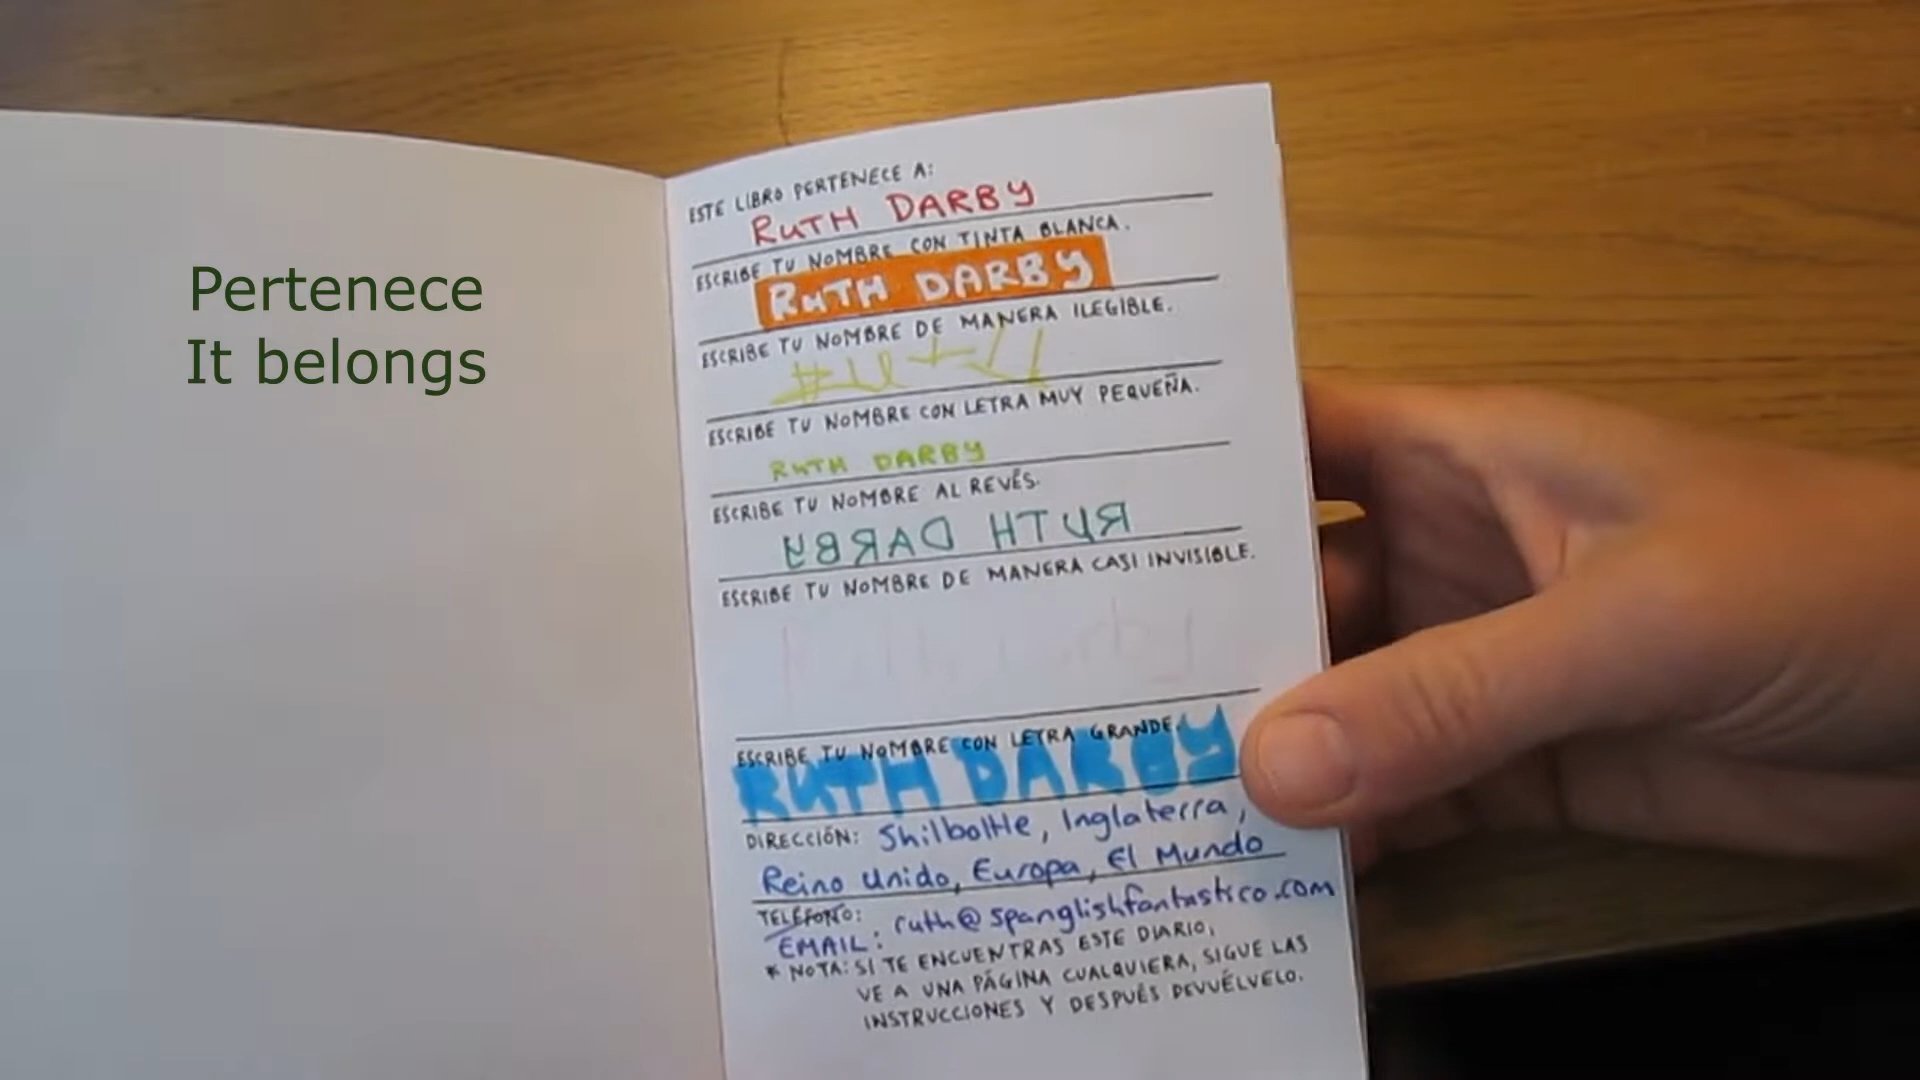 Pertenece
It belongs
ESTE LIBRO PERTENECE A:
RUTH DARBY
ESCRIBE TU NOMBRE CON TINTA BLANCA.
RUTH DARBY
ESCRIBE TU NOMBRE DE MANERA ILEGIBLE.
ESCRIBE TU NOMBRE CON LETRA MUY PEQUEÑA.
RUTH DARBY
ESCRIBE TU NOMBRE AL REVÉS.
RUTH DARBY
ESCRIBE TU NOMBRE DE MANERA CASI INVISIBLE.
ESCRIBE TU NOMBRE CON LETRA GRANDE.
RUTH DARBY
DIRECCIÓN: Shilbottle, Inglaterra,
Reino Unido, Europa, El Mundo
TELÉFONO:
EMAIL: ruth@spanglishfantastico.com
* NOTA: SI TE ENCUENTRAS ESTE DIARIO,
VE A UNA PÁGINA CUALQUIERA, SIGUE LAS
INSTRUCCIONES Y DESPUÉS DEVUÉLVELO.